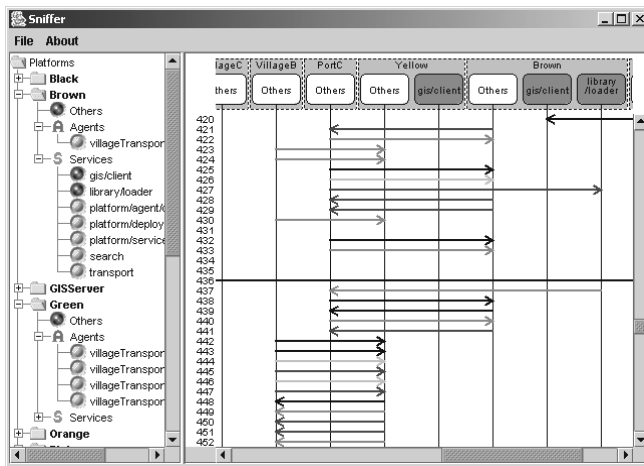 Sniffer
File About
Platforms
Black
Brown
Others
Agents
villageTranspor
Services
gis/client
library/loader
platform/agent/
platform/deploy
platform/service
search
transport
GISServer
Green
Others
Agents
villageTranspor
villageTranspor
villageTranspor
villageTranspor
Services
Orange
lageC VillageB PortC Yellow Brown
thers Others Others Others gis/client Others gis/client library /loader
420
421
422
423
424
425
426
427
428
429
430
431
432
433
434
435
436
437
438
439
440
441
442
443
444
445
446
447
448
449
450
451
452